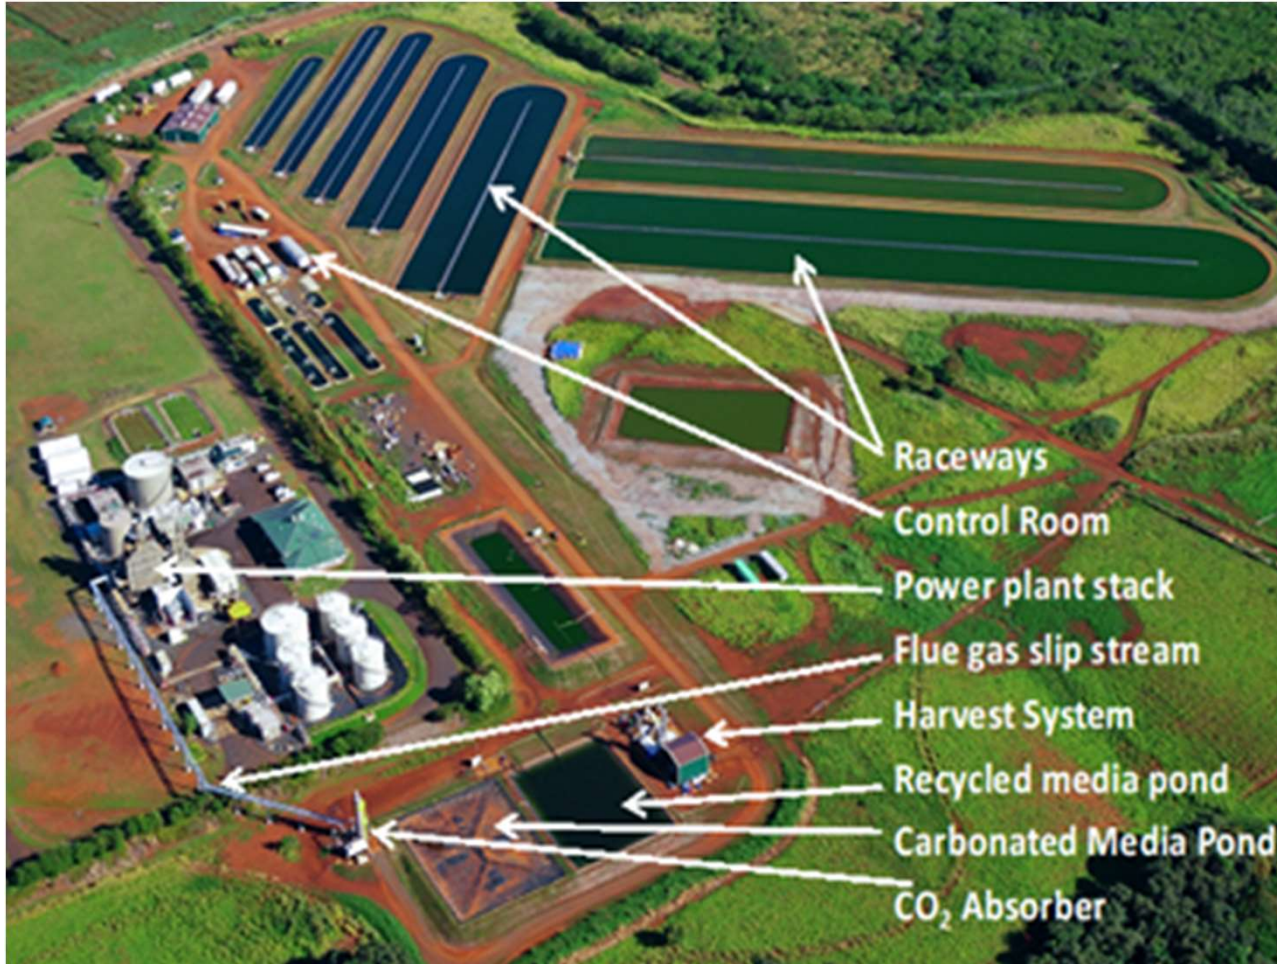 Raceways
Control Room
Power plant stack
Flue gas slip stream
Harvest System
Recycled media pond
Carbonated Media Pond
CO₂ Absorber